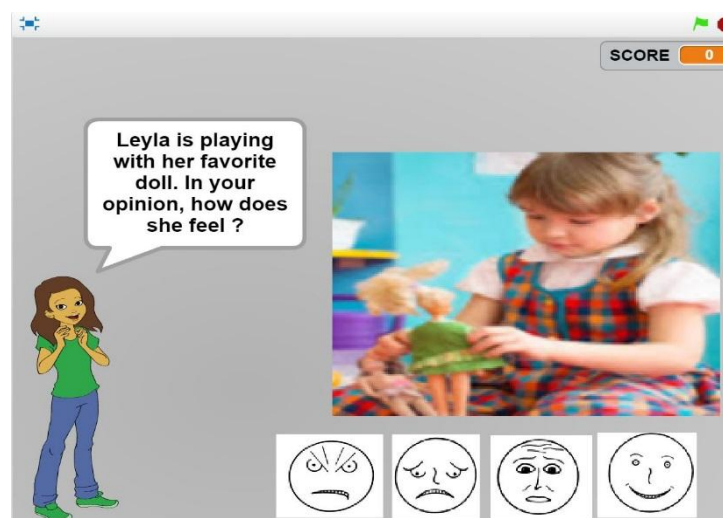 SCORE 0
Leyla is playing
with her favorite
doll. In your
opinion, how does
she feel ?